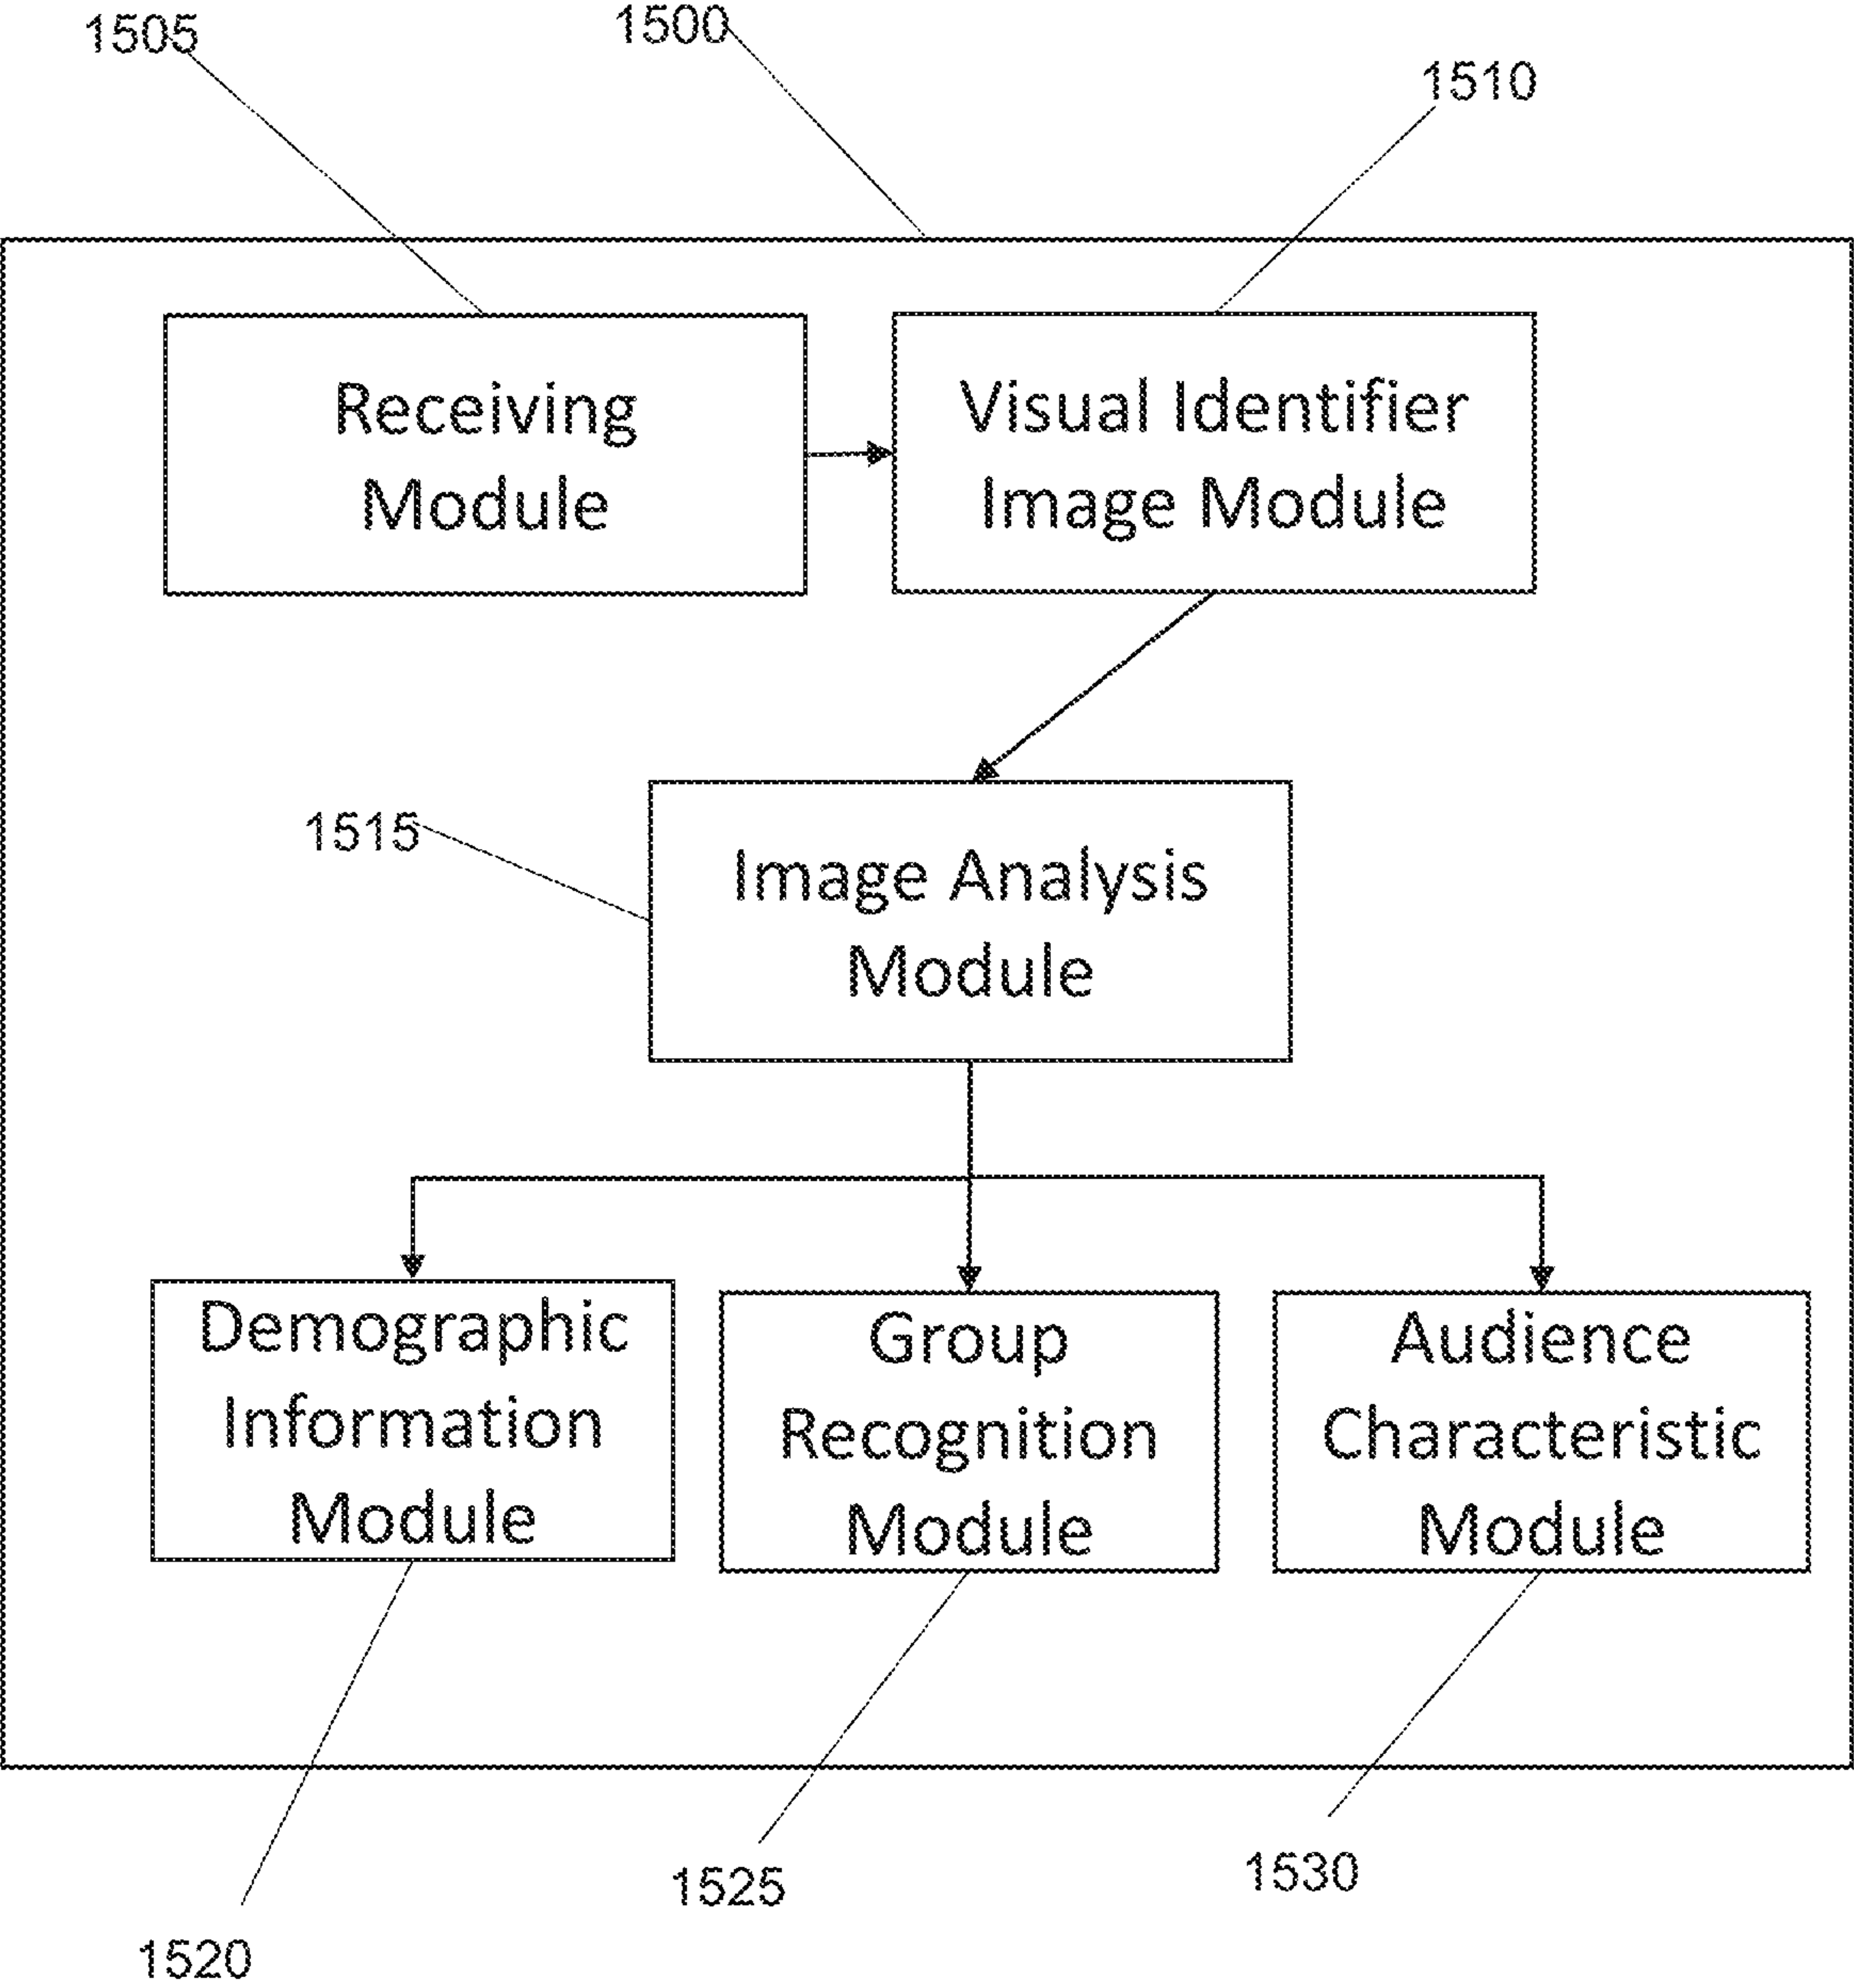 1505
1500
1510
Receiving
Module
Visual Identifier
Image Module
1515
Image Analysis
Module
Demographic
Information
Module
Group
Recognition
Module
Audience
Characteristic
Module
1520
1525
1530